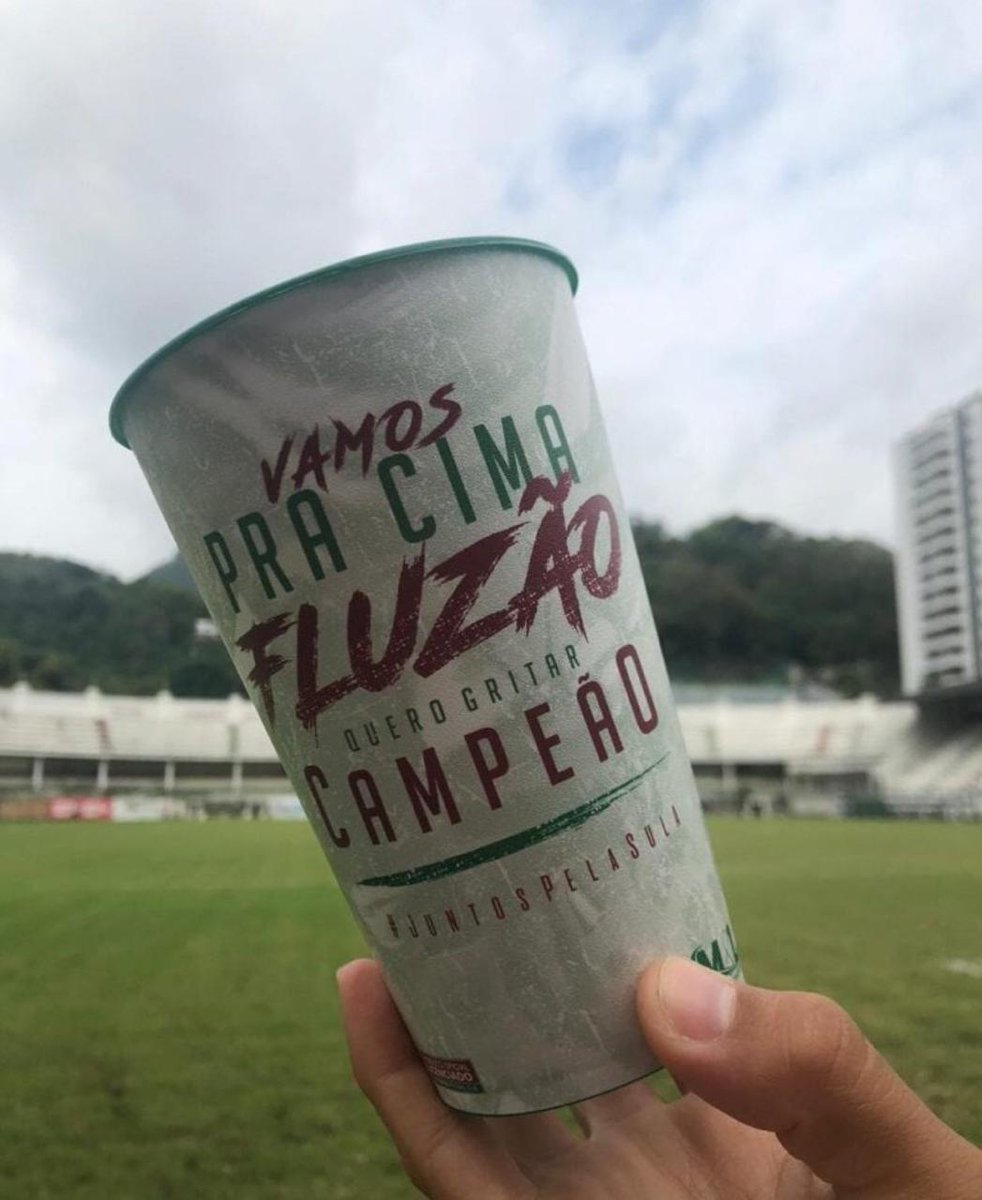 VAMOS
PRA CIMA
FLUZÃO
QUERO GRITAR
CAMPEÃO
#JUNTOSPELASULA